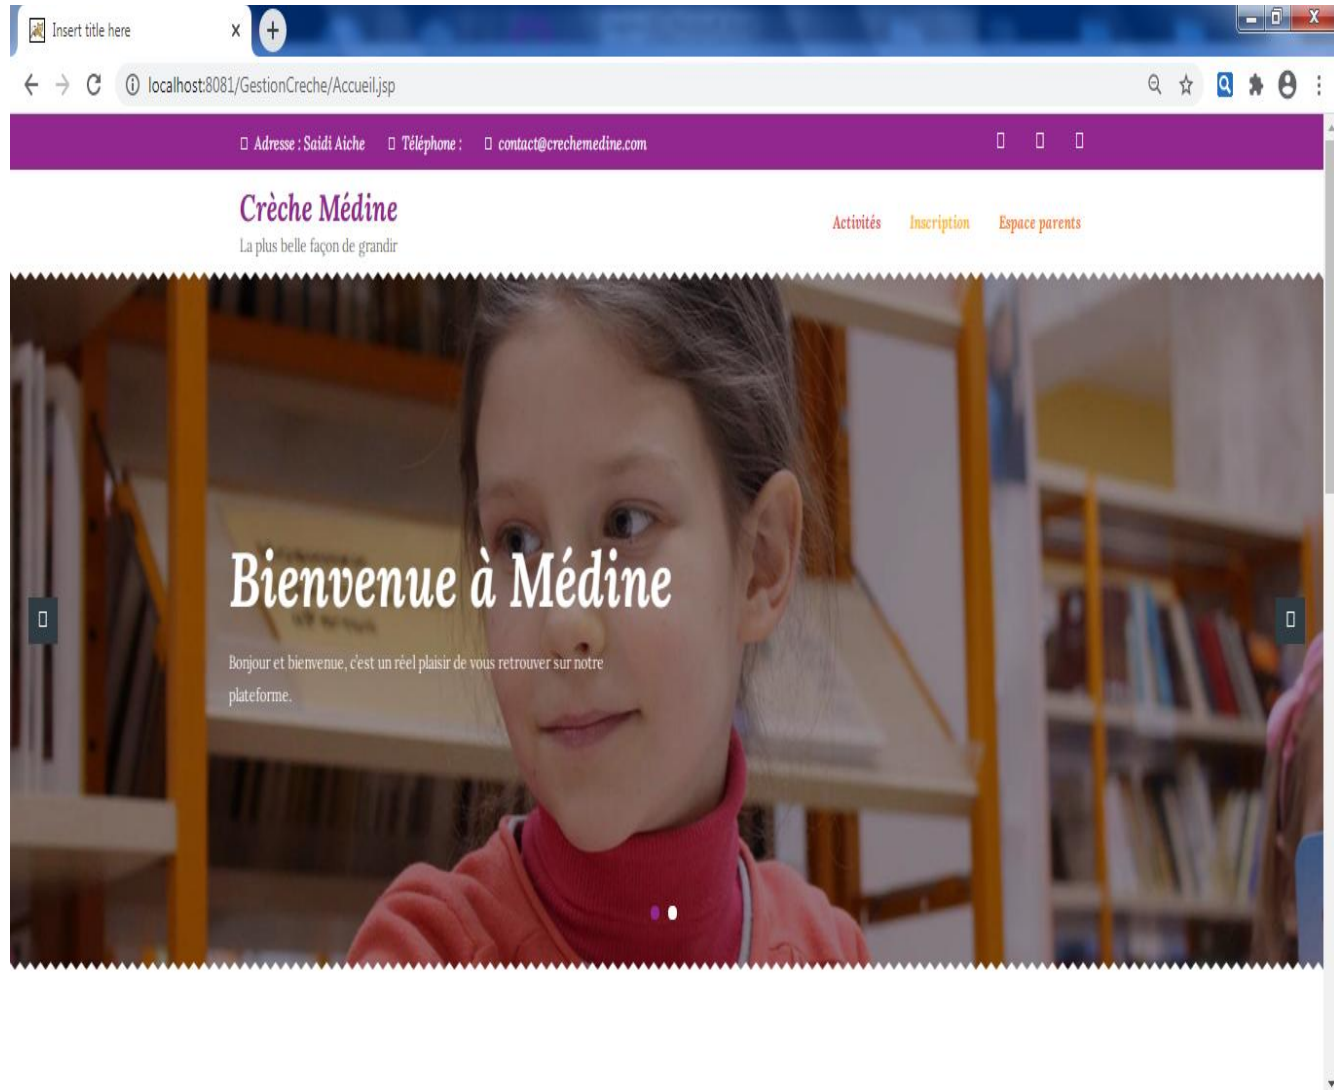 Insert title here
localhost:8081/GestionCreche/Accueil.jsp
Adresse : Saidi Aiche Téléphone : contact@crechemedine.com
Crèche Médine
La plus belle façon de grandir
Activités Inscription Espace parents
Bienvenue à Médine
Bonjour et bienvenue, c'est un réel plaisir de vous retrouver sur notre
plateforme.